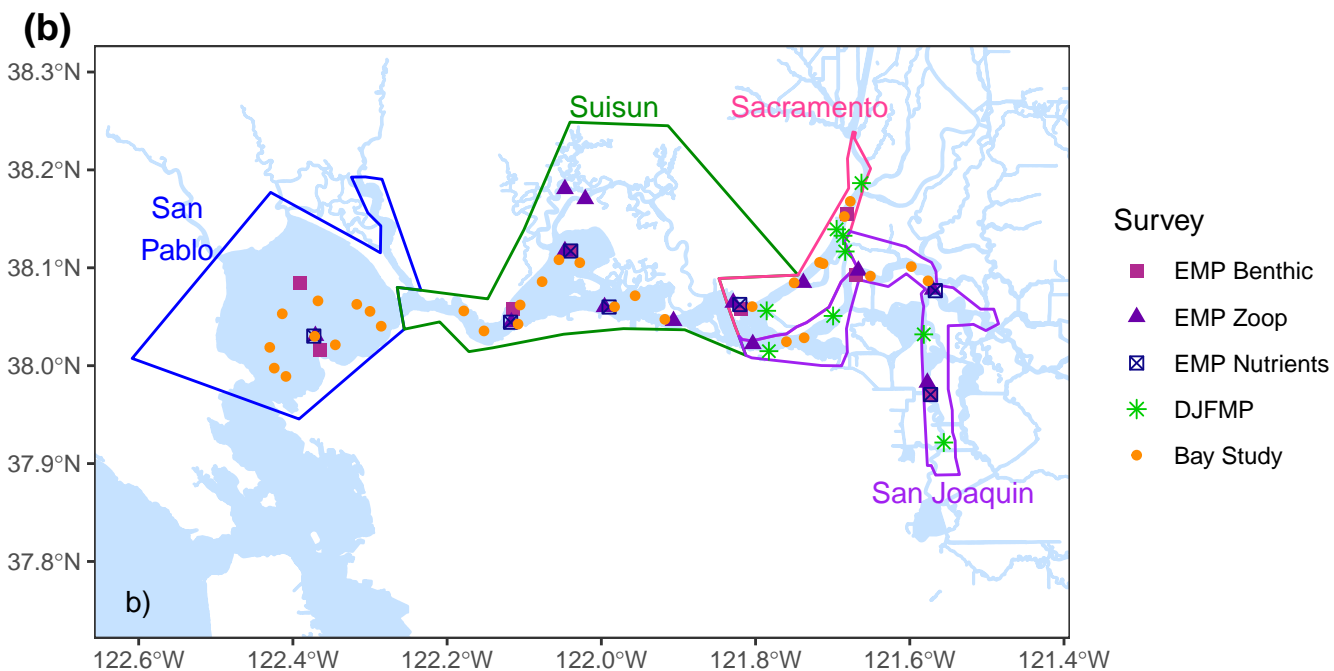 (b)
38.3°N
38.2°N
38.1°N
38.0°N
37.9°N
37.8°N
San
Pablo
Suisun
Sacramento
San Joaquin
b)
122.6°W
122.4°W
122.2°W
122.0°W
121.8°W
121.6°W
121.4°W
Survey
EMP Benthic
EMP Zoop
EMP Nutrients
DJFMP
Bay Study